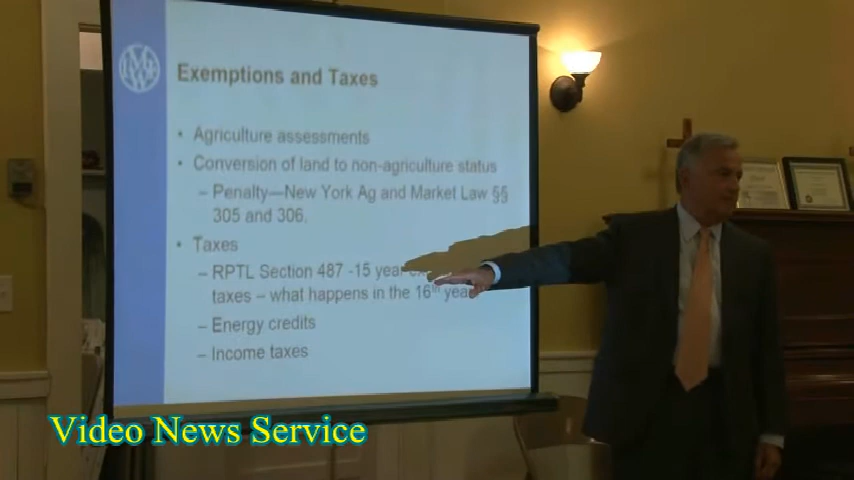 Exemptions and Taxes
• Agriculture assessments
• Conversion of land to non-agriculture status
– Penalty—New York Ag and Market Law §§
305 and 306.
• Taxes
– RPTL Section 487 -15 year
taxes – what happens in the 16th year
– Energy credits
– Income taxes
Video News Service